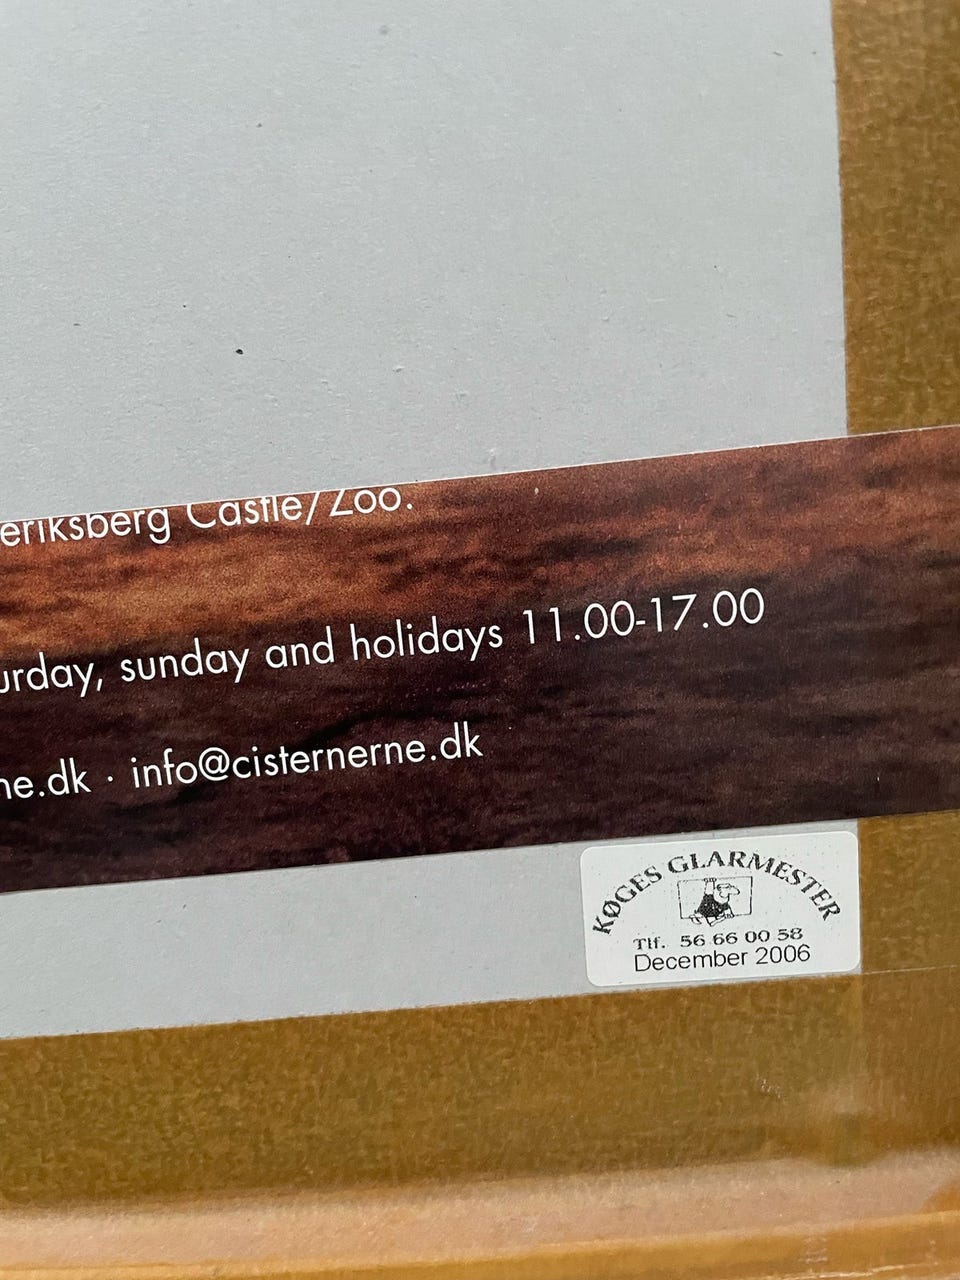 eriksberg Castle/Zoo.
urday, sunday and holidays 11.00-17.00
ne.dk · info@cisternerne.dk
KØGES GLARMESTER
Tlf. 56 66 00 58
December 2006